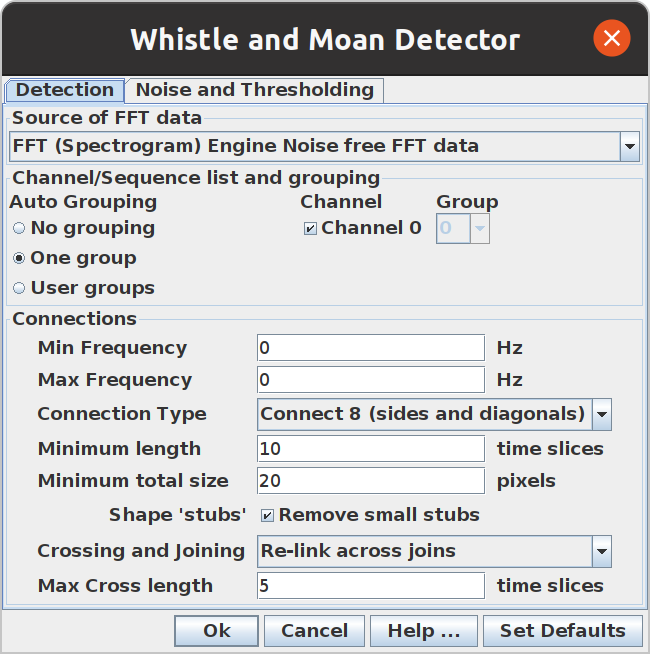 Whistle and Moan Detector
Detection Noise and Thresholding
Source of FFT data
FFT (Spectrogram) Engine Noise free FFT data
Channel/Sequence list and grouping
Auto Grouping Channel Group
No grouping Channel 0 0
One group
User groups
Connections
Min Frequency 0 Hz
Max Frequency 0 Hz
Connection Type Connect 8 (sides and diagonals)
Minimum length 10 time slices
Minimum total size 20 pixels
Shape 'stubs' Remove small stubs
Crossing and Joining Re-link across joins
Max Cross length 5 time slices
Ok Cancel Help ... Set Defaults